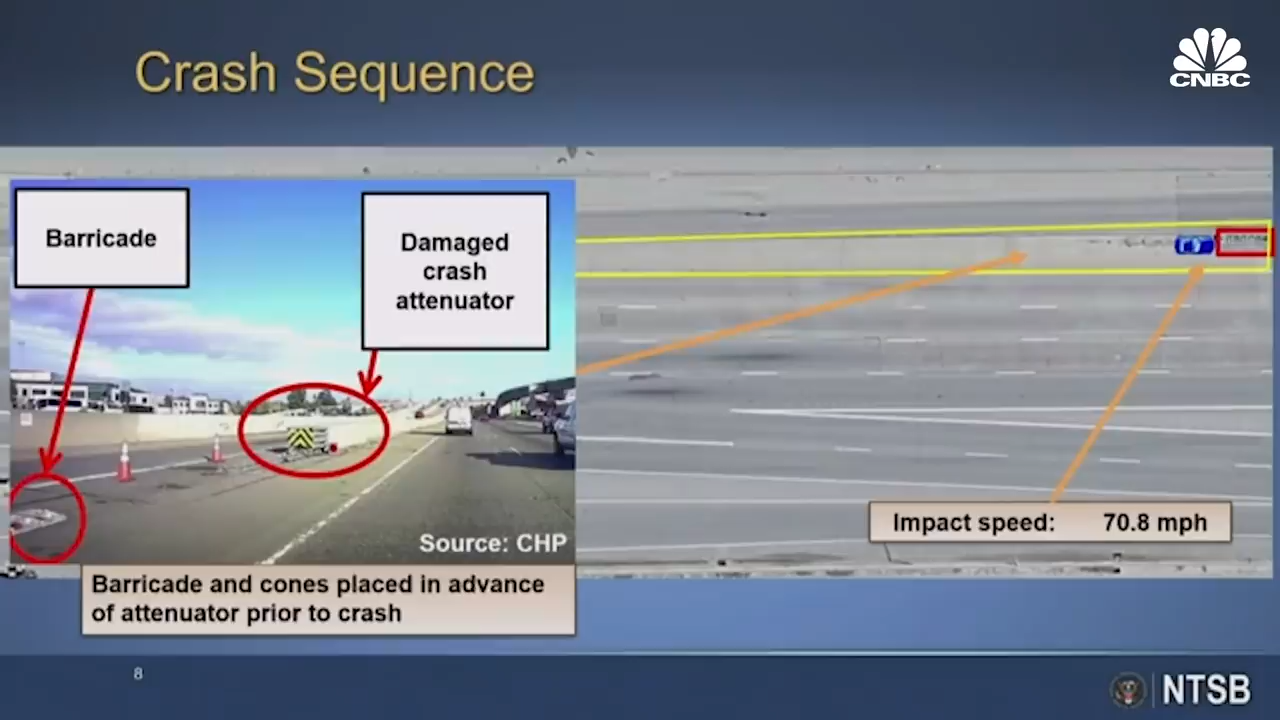 Crash Sequence
CNBC
Barricade
Damaged
crash
attenuator
Source: CHP
Impact speed: 70.8 mph
Barricade and cones placed in advance
of attenuator prior to crash
8
NTSB